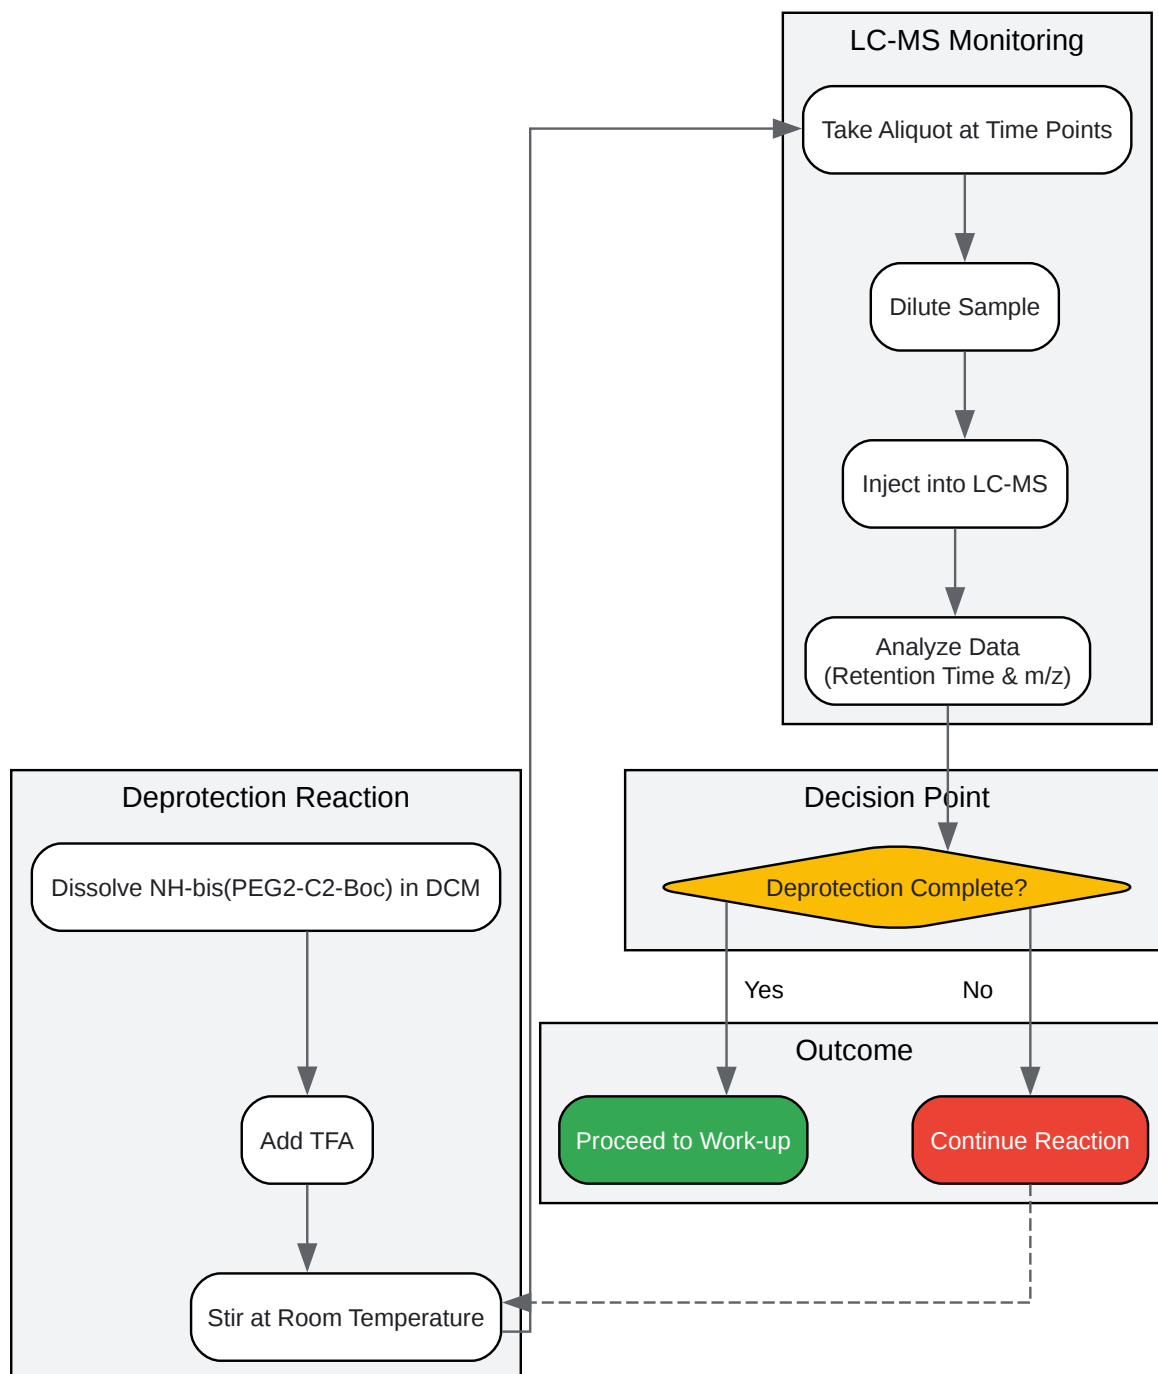 LC-MS Monitoring
Take Aliquot at Time Points
Dilute Sample
Inject into LC-MS
Analyze Data
(Retention Time & m/z)
Deprotection Reaction
Dissolve NH-bis(PEG2-C2-Boc) in DCM
Add TFA
Stir at Room Temperature
Decision Point
Deprotection Complete?
Yes
No
Outcome
Proceed to Work-up
Continue Reaction